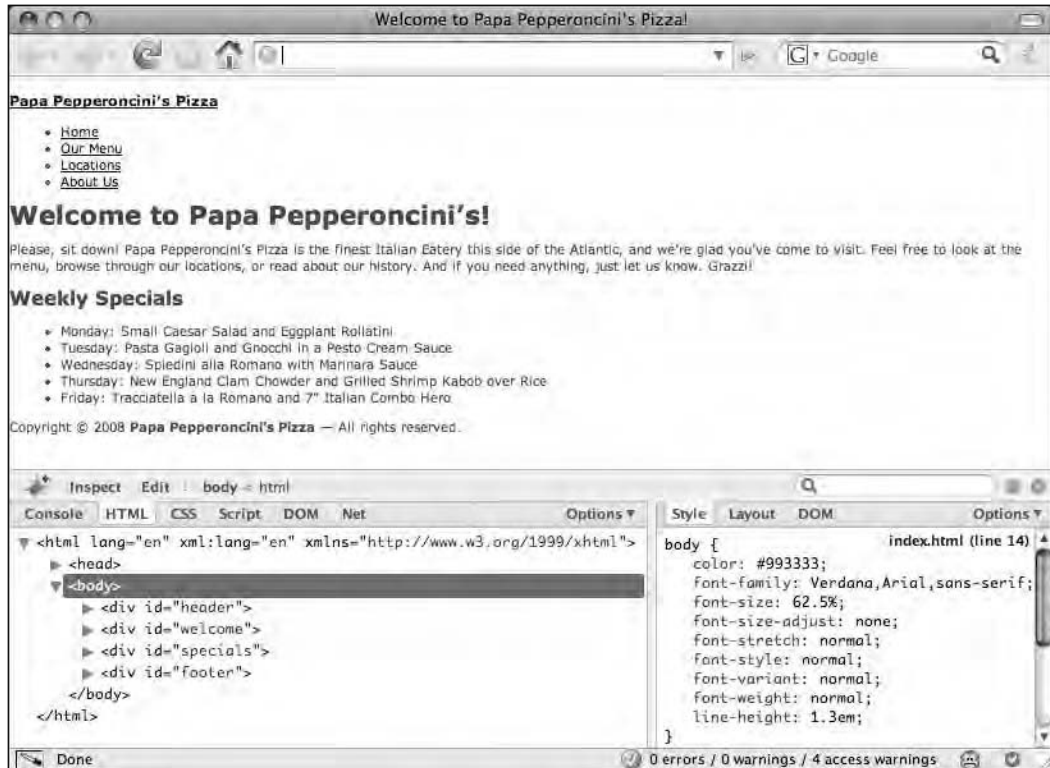 Welcome to Papa Pepperoncini's Pizza!
G Google
Papa Pepperoncini's Pizza
Home
Our Menu
Locations
About Us
Welcome to Papa Pepperoncini's!
Please, sit down! Papa Pepperoncini's Pizza is the finest Italian Eatery this side of the Atlantic, and we're glad you've come to visit. Feel free to look at the
menu, browse through our locations, or read about our history. And if you need anything, just let us know. Grazzi!
Weekly Specials
Monday: Small Caesar Salad and Eggplant Rollatini
Tuesday: Pasta Gagioli and Gnocchi in a Pesto Cream Sauce
Wednesday: Spiedini alla Romano with Marinara Sauce
Thursday: New England Clam Chowder and Grilled Shrimp Kabob over Rice
Friday: Tracciatella a la Romano and 7" Italian Combo Hero
Copyright © 2008 Papa Pepperoncini's Pizza — All rights reserved.
Inspect Edit body < html
Console HTML CSS Script DOM Net Options
<html lang="en" xml:lang="en" xmlns="http://www.w3.org/1999/xhtml">
<head>
<body>
<div id="header">
<div id="welcome">
<div id="specials">
<div id="footer">
</body>
</html>
Style Layout DOM Options
index.html (line 14)
body {
color: #993333;
font-family: Verdana,Arial,sans-serif;
font-size: 62.5%;
font-size-adjust: none;
font-stretch: normal;
font-style: normal;
font-variant: normal;
font-weight: normal;
line-height: 1.3em;
}
Done
0 errors / 0 warnings / 4 access warnings